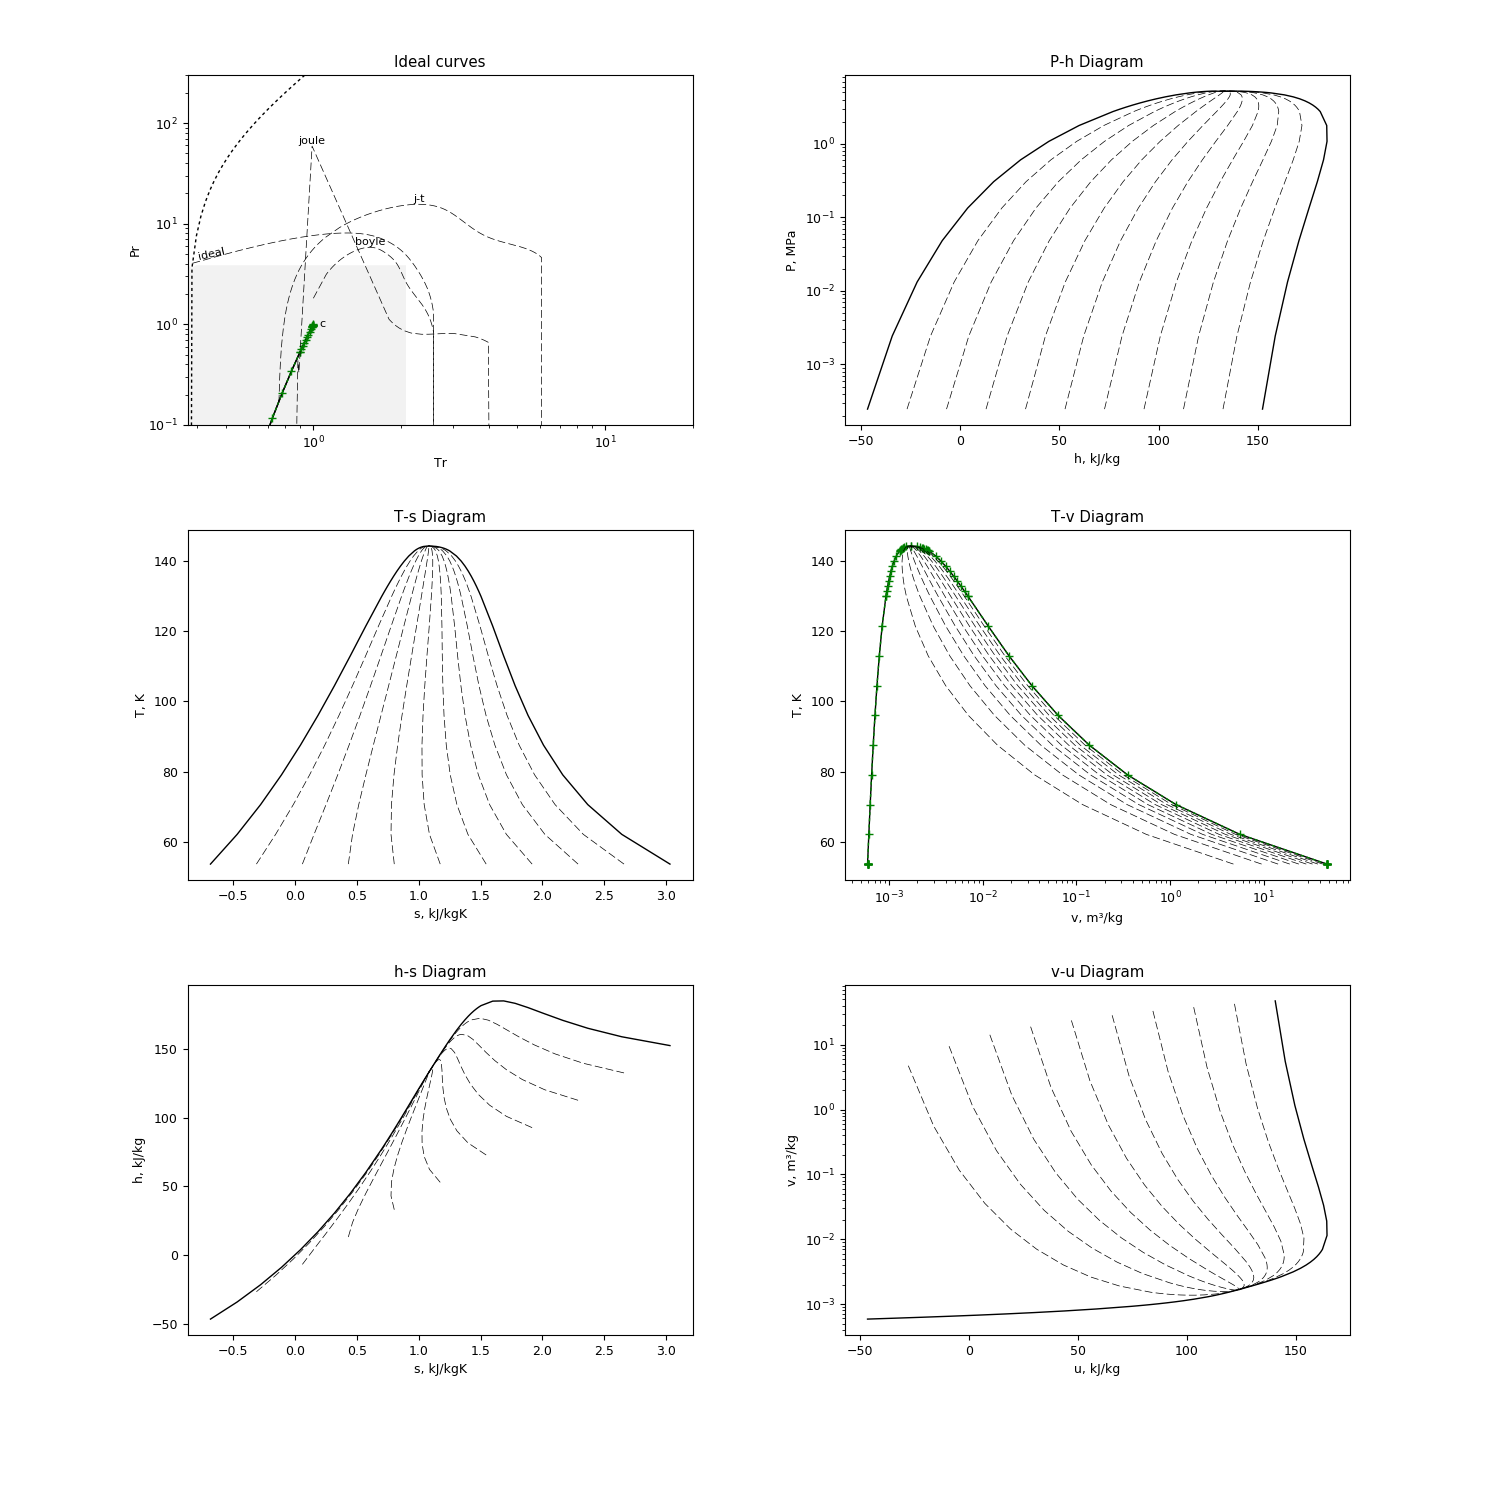 Ideal curves
10²
10¹
10⁰
10⁻¹
Pr
joule
j-t
boyle
ideal
c
10⁰ 10¹
Tr
P-h Diagram
10⁰
10⁻¹
10⁻²
10⁻³
P, MPa
−50 0 50 100 150
h, kJ/kg
T-s Diagram
140
120
100
80
60
T, K
−0.5 0.0 0.5 1.0 1.5 2.0 2.5 3.0
s, kJ/kgK
T-v Diagram
140
120
100
80
60
T, K
10⁻³ 10⁻² 10⁻¹ 10⁰ 10¹
v, m³/kg
h-s Diagram
150
100
50
0
−50
h, kJ/kg
−0.5 0.0 0.5 1.0 1.5 2.0 2.5 3.0
s, kJ/kgK
v-u Diagram
10¹
10⁰
10⁻¹
10⁻²
10⁻³
v, m³/kg
−50 0 50 100 150
u, kJ/kg